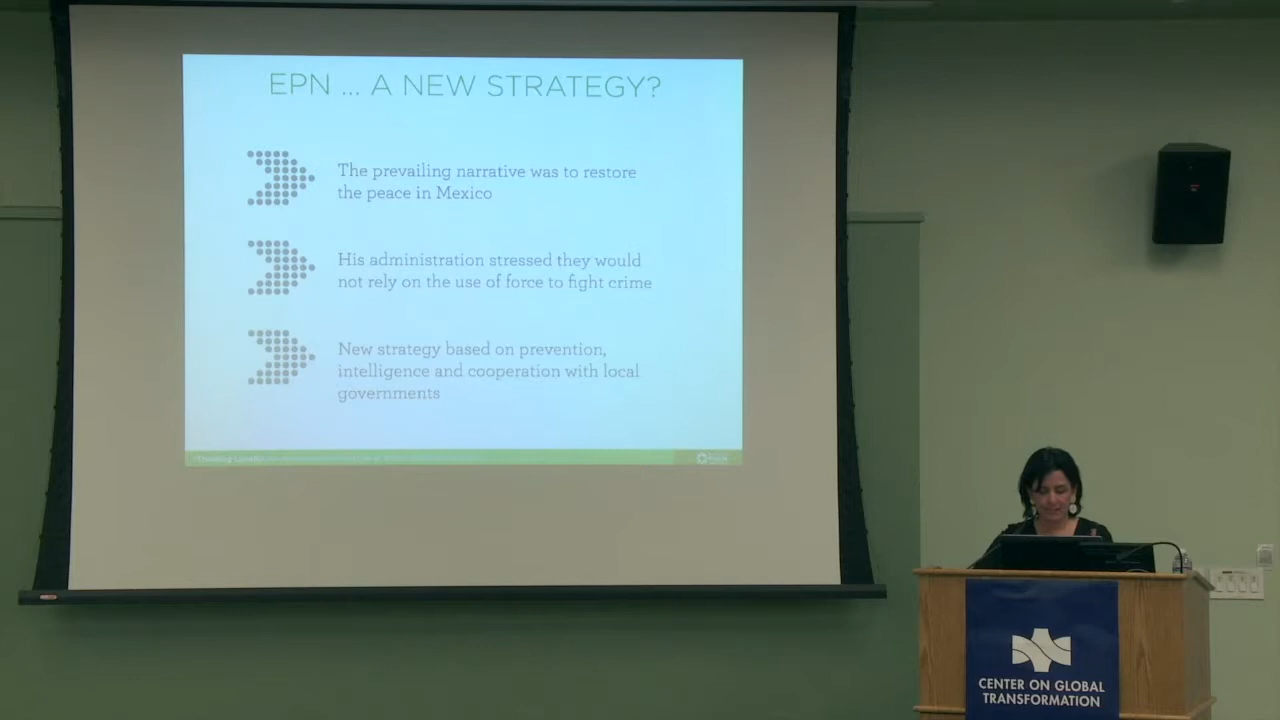 EPN ... A NEW STRATEGY?
The prevailing narrative was to restore
the peace in Mexico
His administration stressed they would
not rely on the use of force to fight crime
New strategy based on prevention,
intelligence and cooperation with local
governments
CENTER ON GLOBAL
TRANSFORMATION